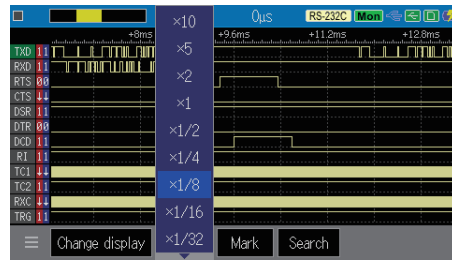 0µs RS-232C Mon
+8ms +9.6ms +11.2ms +12.8ms
×10
×5
×2
×1
×1/2
×1/4
×1/8
×1/16
×1/32
TXD 11
RXD 11
RTS 00
CTS ↓↓
DSR 11
DTR 00
DCD 11
RI 11
TC1 ↓↓
TC2 11
RXC ↓↓
TRG 11
Change display Mark Search